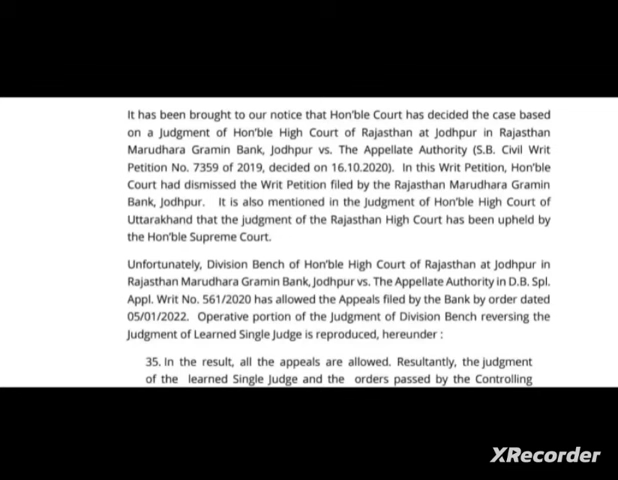 It has been brought to our notice that Hon'ble Court has decided the case based
on a Judgment of Hon'ble High Court of Rajasthan at Jodhpur in Rajasthan
Marudhara Gramin Bank, Jodhpur vs. The Appellate Authority (S.B. Civil Writ
Petition No. 7359 of 2019, decided on 16.10.2020). In this Writ Petition, Hon'ble
Court had dismissed the Writ Petition filed by the Rajasthan Marudhara Gramin
Bank, Jodhpur. It is also mentioned in the Judgment of Hon'ble High Court of
Uttarakhand that the judgment of the Rajasthan High Court has been upheld by
the Hon'ble Supreme Court.
Unfortunately, Division Bench of Hon'ble High Court of Rajasthan at Jodhpur in
Rajasthan Marudhara Gramin Bank, Jodhpur vs. The Appellate Authority in D.B. Spl.
Appl. Writ No. 561/2020 has allowed the Appeals filed by the Bank by order dated
05/01/2022. Operative portion of the Judgment of Division Bench reversing the
Judgment of Learned Single Judge is reproduced, hereunder :
35. In the result, all the appeals are allowed. Resultantly, the judgment
of the learned Single Judge and the orders passed by the Controlling
XRecorder